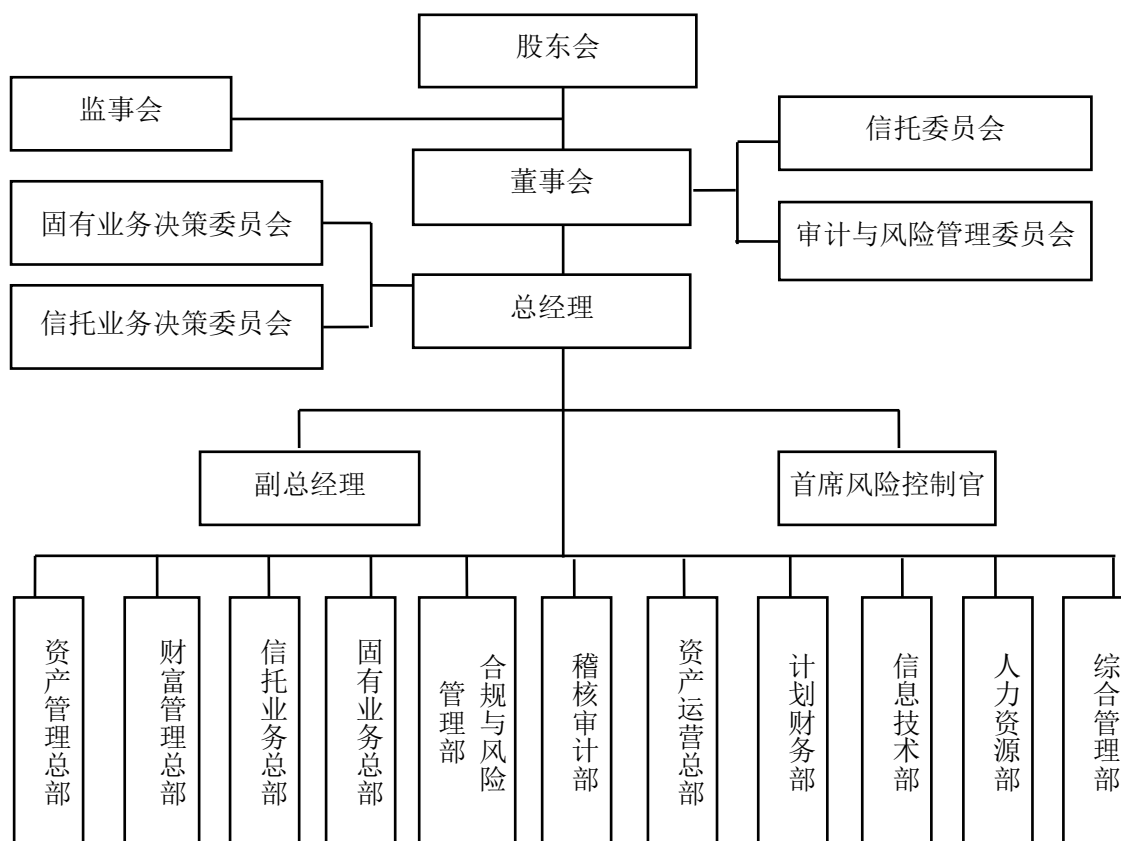 股东会
监事会
信托委员会
董事会
固有业务决策委员会
审计与风险管理委员会
总经理
信托业务决策委员会
副总经理
首席风险控制官
资产管理总部
财富管理总部
信托业务总部
固有业务总部
合规与风险
管理部
稽核审计部
资产运营总部
计划财务部
信息技术部
人力资源部
综合管理部